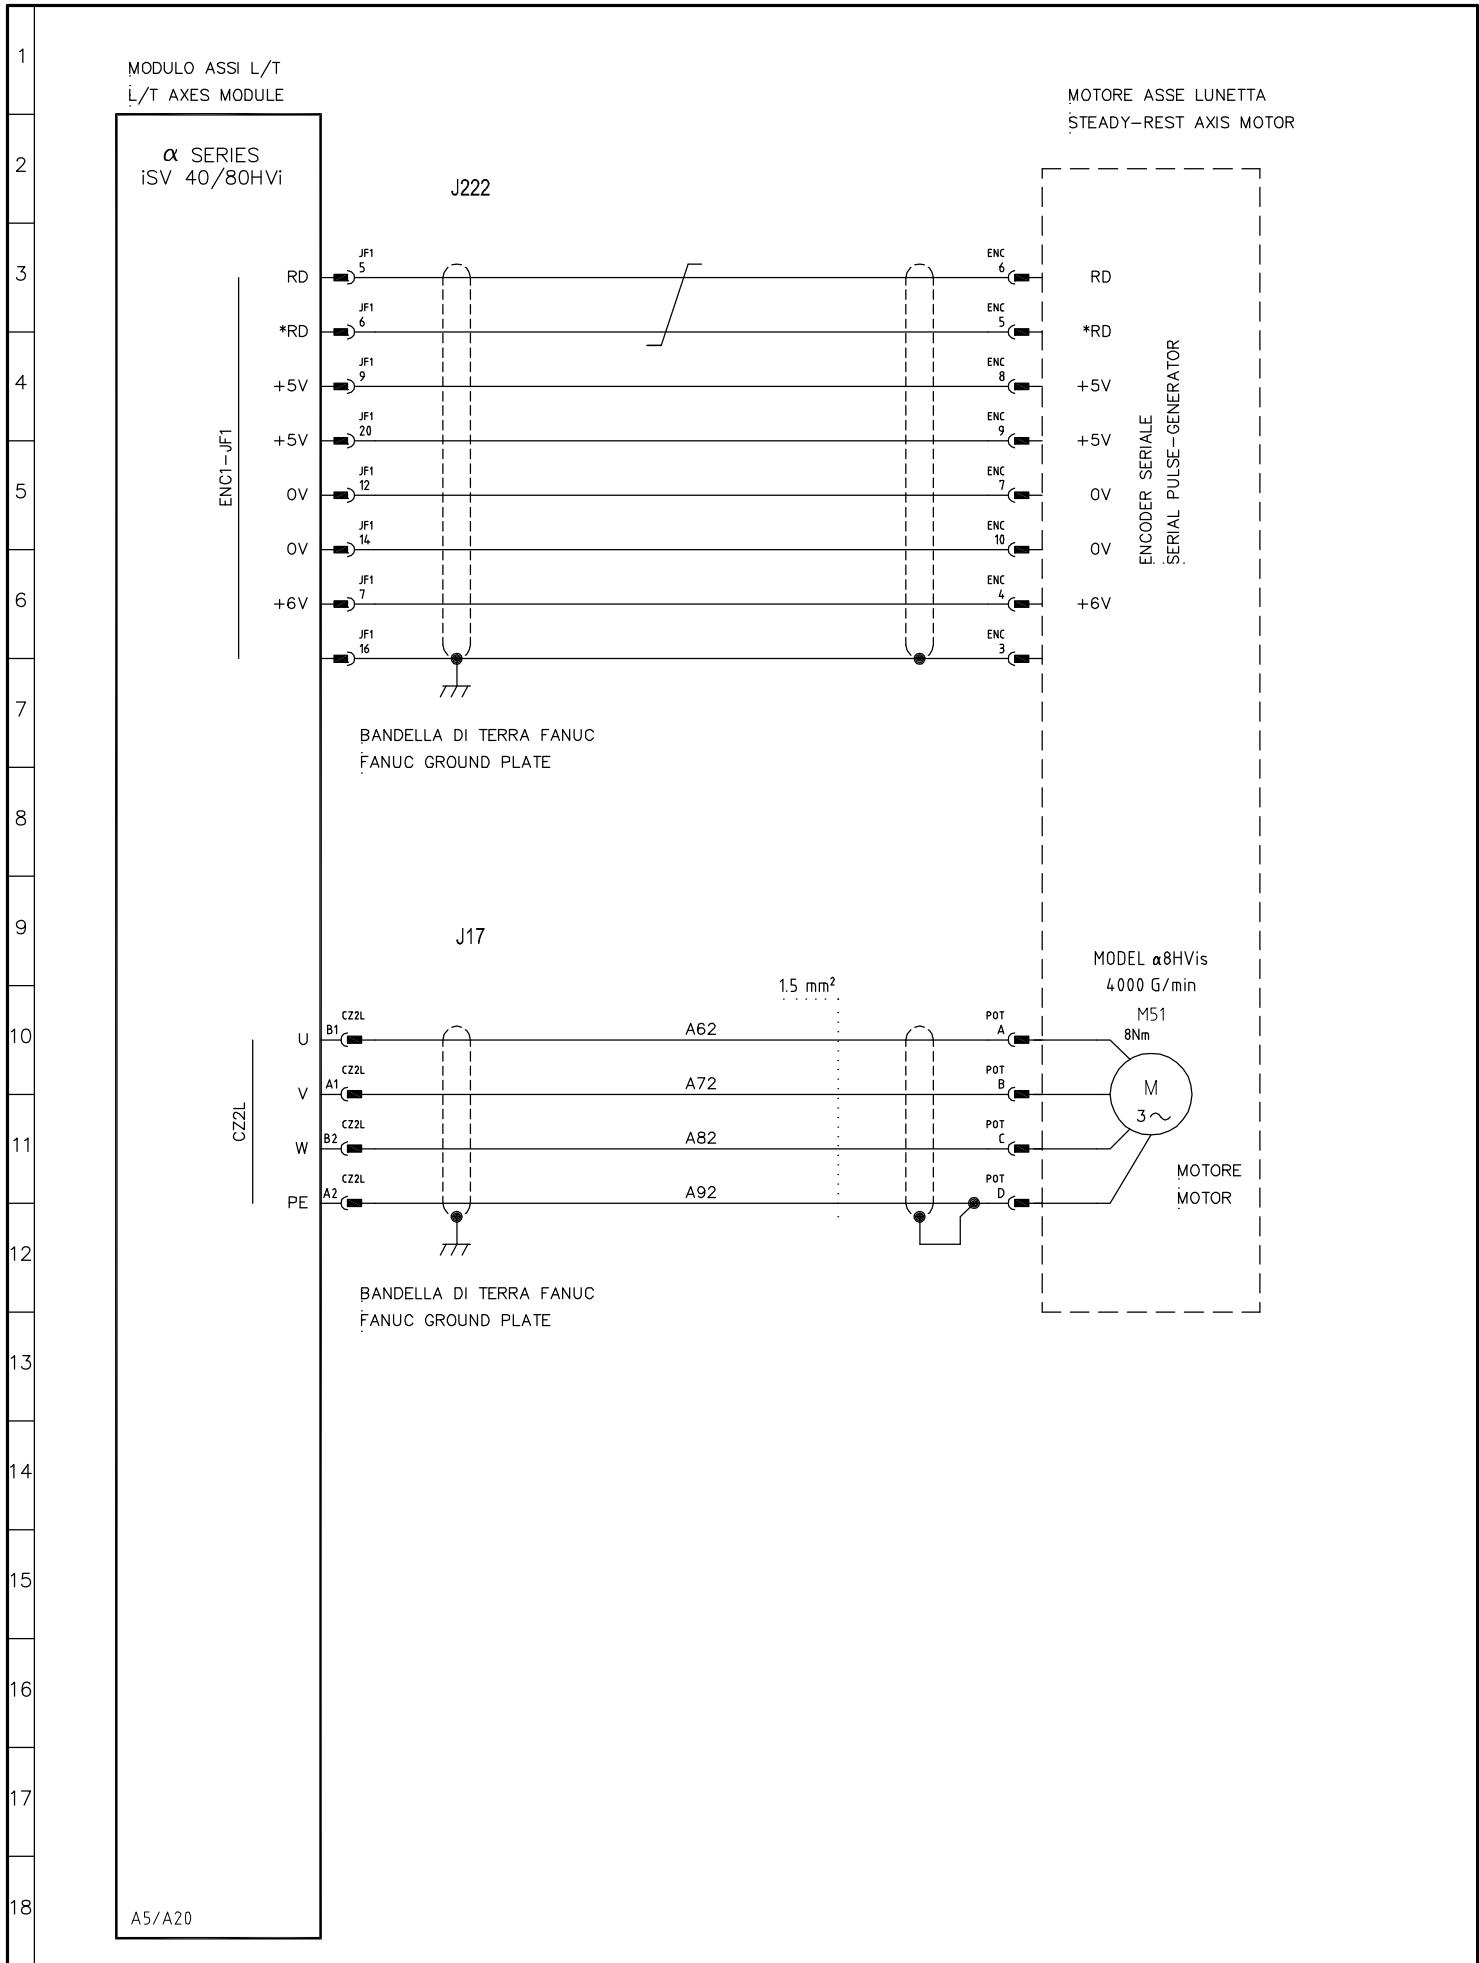 1
MODULO ASSI L/T
L/T AXES MODULE
MOTORE ASSE LUNETTA
STEADY-REST AXIS MOTOR
2
α SERIES
iSV 40/80HVi
J222
3
RD
JF1
5
ENC
6
RD
*RD
JF1
6
ENC
5
*RD
4
+5V
JF1
9
ENC
8
+5V
+5V
JF1
20
ENC
9
+5V
ENC1-JF1
ENCODER SERIALE
SERIAL PULSE-GENERATOR
5
0V
JF1
12
ENC
7
0V
0V
JF1
14
ENC
10
0V
6
+6V
JF1
7
ENC
4
+6V
JF1
16
ENC
3
7
BANDELLA DI TERRA FANUC
FANUC GROUND PLATE
8
9
J17
MODEL α8HVis
4000 G/min
M51
8Nm
1.5 mm²
10
U
B1
CZ2L
A62
POT
A
V
A1
CZ2L
A72
POT
B
M
3~
CZ2L
11
W
B2
CZ2L
A82
POT
C
PE
A2
CZ2L
A92
POT
D
MOTORE
MOTOR
12
BANDELLA DI TERRA FANUC
FANUC GROUND PLATE
13
14
15
16
17
18
A5/A20